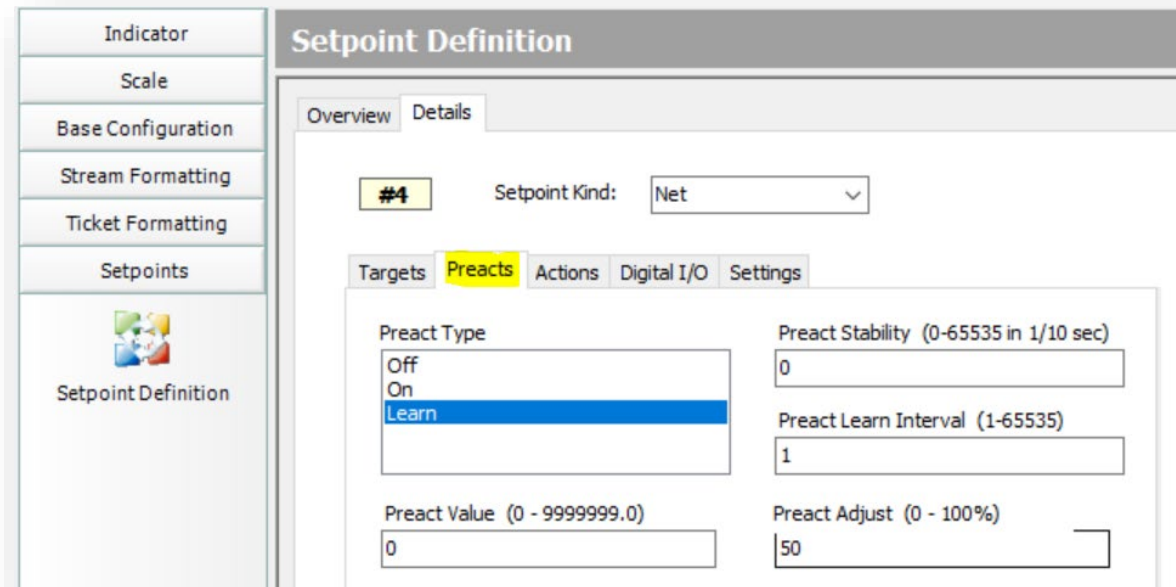 Indicator
Scale
Base Configuration
Stream Formatting
Ticket Formatting
Setpoints
Setpoint Definition
Setpoint Definition
Overview Details
#4 Setpoint Kind: Net
Targets Preacts Actions Digital I/O Settings
Preact Type
Off
On
Learn
Preact Value (0 - 9999999.0)
0
Preact Stability (0-65535 in 1/10 sec)
0
Preact Learn Interval (1-65535)
1
Preact Adjust (0 - 100%)
50